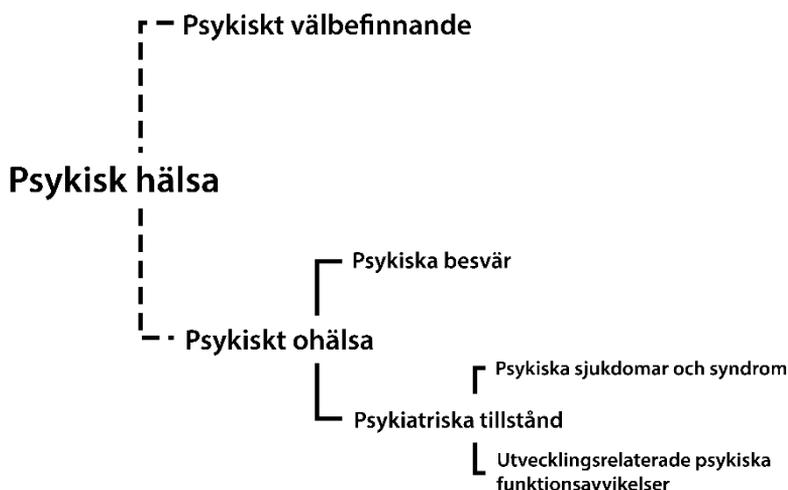 Psykiskt välbefinnande
Psykisk hälsa
Psykiska besvär
Psykiskt ohälsa
Psykiska sjukdomar och syndrom
Psykiatriska tillstånd
Utvecklingsrelaterade psykiska
funktionsavvikelser